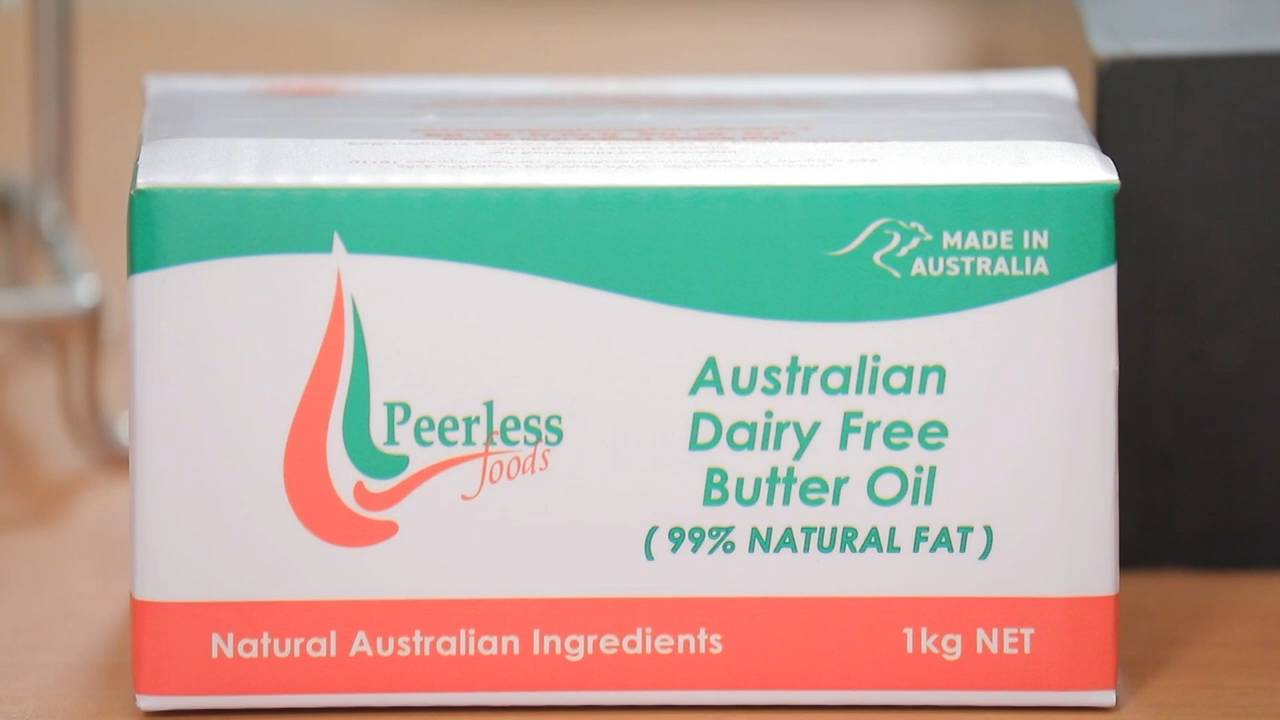 MADE IN
AUSTRALIA
Peerless
foods
Australian
Dairy Free
Butter Oil
( 99% NATURAL FAT )
Natural Australian Ingredients
1kg NET